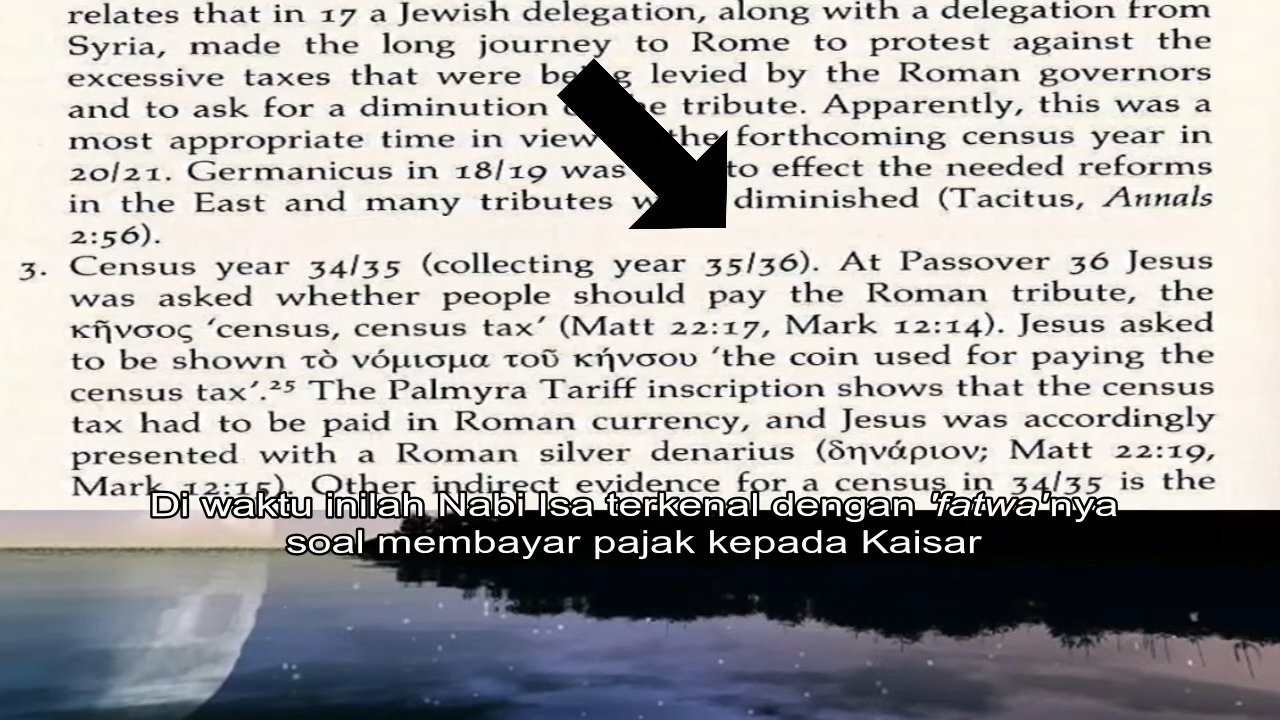 relates that in 17 a Jewish delegation, along with a delegation from
Syria, made the long journey to Rome to protest against the
excessive taxes that were being levied by the Roman governors
and to ask for a diminution tribute. Apparently, this was a
most appropriate time in view the forthcoming census year in
20/21. Germanicus in 18/19 was to effect the needed reforms
in the East and many tributes diminished (Tacitus, Annals
2:56).
3. Census year 34/35 (collecting year 35/36). At Passover 36 Jesus
was asked whether people should pay the Roman tribute, the
κῆνσος ‘census, census tax’ (Matt 22:17, Mark 12:14). Jesus asked
to be shown τὸ νόμισμα τοῦ κήνσου ‘the coin used for paying the
census tax’.²⁵ The Palmyra Tariff inscription shows that the census
tax had to be paid in Roman currency, and Jesus was accordingly
presented with a Roman silver denarius (δηνάριον; Matt 22:19,
Mark 12:15). Other indirect evidence for a census in 34/35 is the
Di waktu inilah Nabi Isa terkenal dengan 'fatwa'nya
soal membayar pajak kepada Kaisar